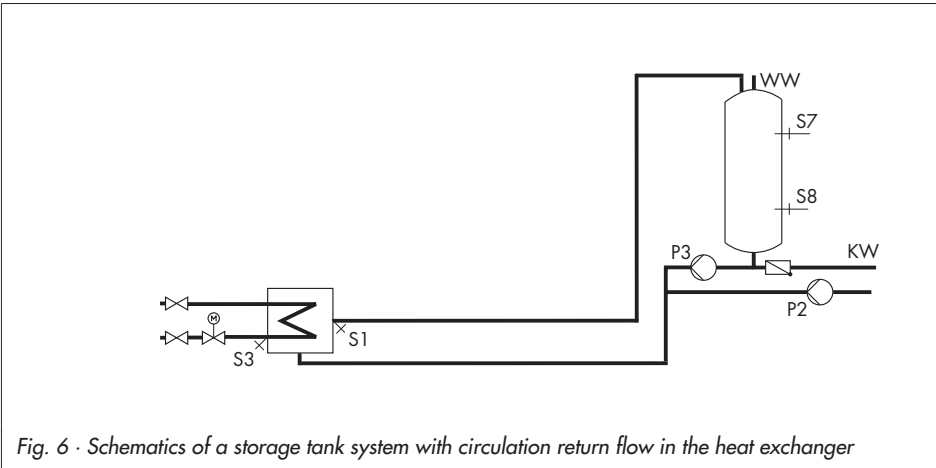 WW
S7
S8
P3
KW
P2
M
S1
S3
Fig. 6 · Schematics of a storage tank system with circulation return flow in the heat exchanger